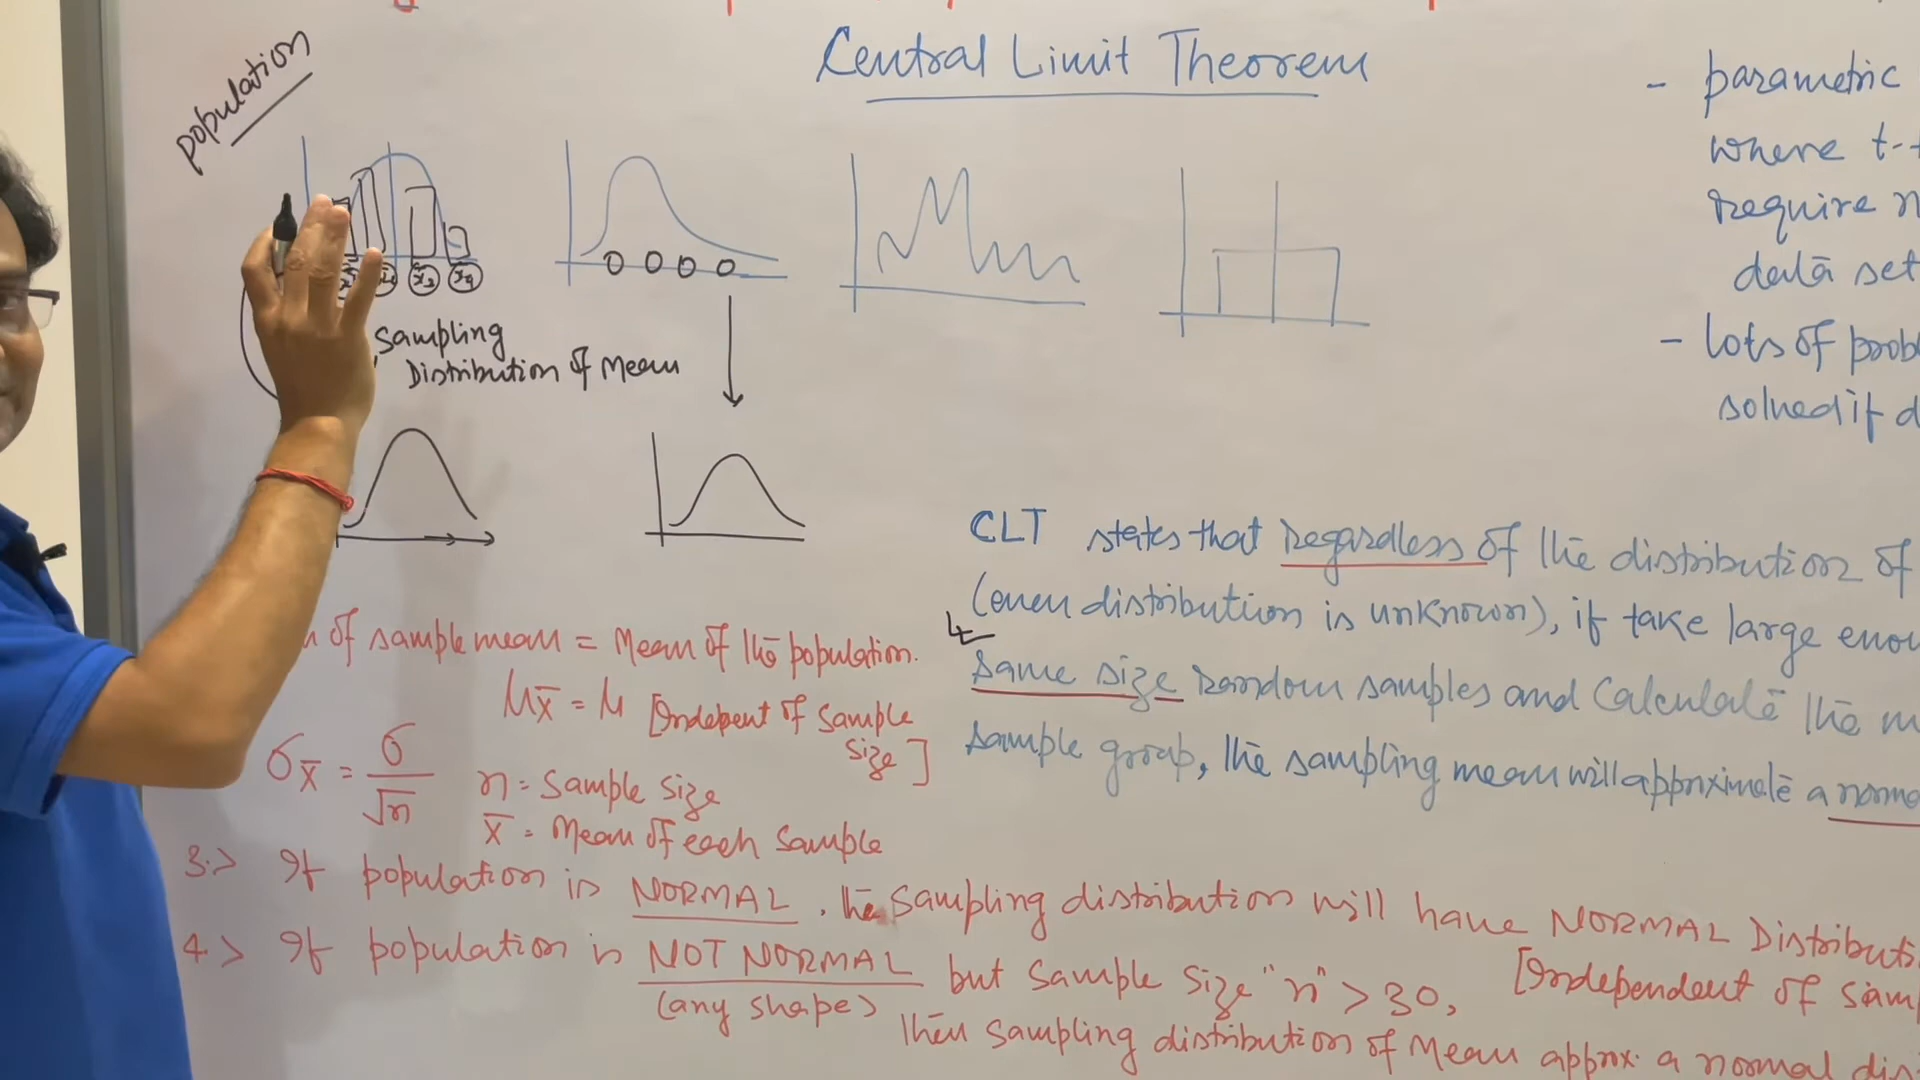 Central Limit Theorem
population
- parametric
where t-t
require n
data set
- lots of prob
solved if d
x̄₃ x̄₉
Sampling
Distribution of Mean
CLT states that regardless of the distribution of
(even distribution is unknown), if take large enou
same size random samples and calculate the m
sample group, the sampling mean will approximate a norma
n of sample mean = Mean of the population.
μx̄ = μ [Indepent of Sample
Size]
σx̄ = σ/√n
n = Sample Size
x̄ = Mean of each Sample
3.> If population is NORMAL, the Sampling distribution will have NORMAL Distributi
[Independent of Sam
4.> If population is NOT NORMAL but Sample Size "n" > 30,
(any shape)
then Sampling distribution of Mean approx. a normal dis